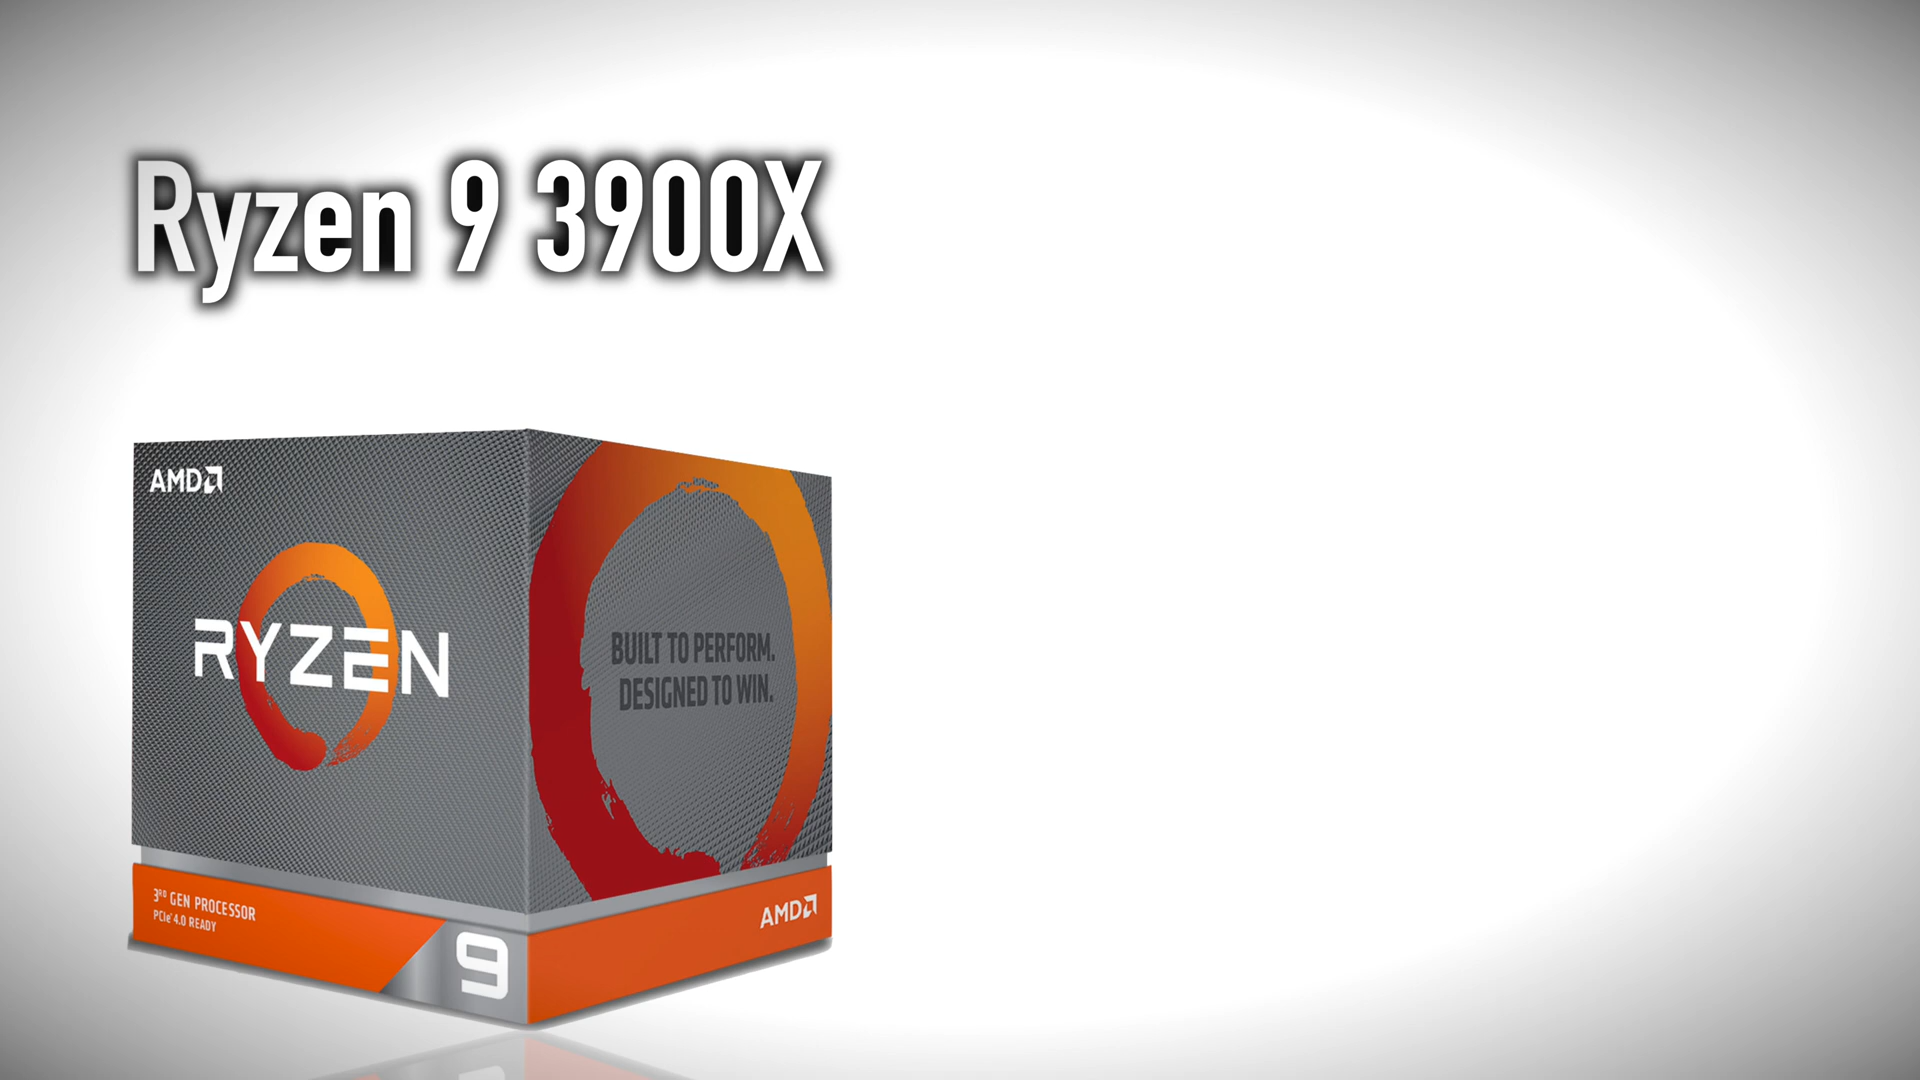 Ryzen 9 3900X
AMD
RYZEN
BUILT TO PERFORM.
DESIGNED TO WIN.
3RD GEN PROCESSOR
PCIe® 4.0 READY
9
AMD